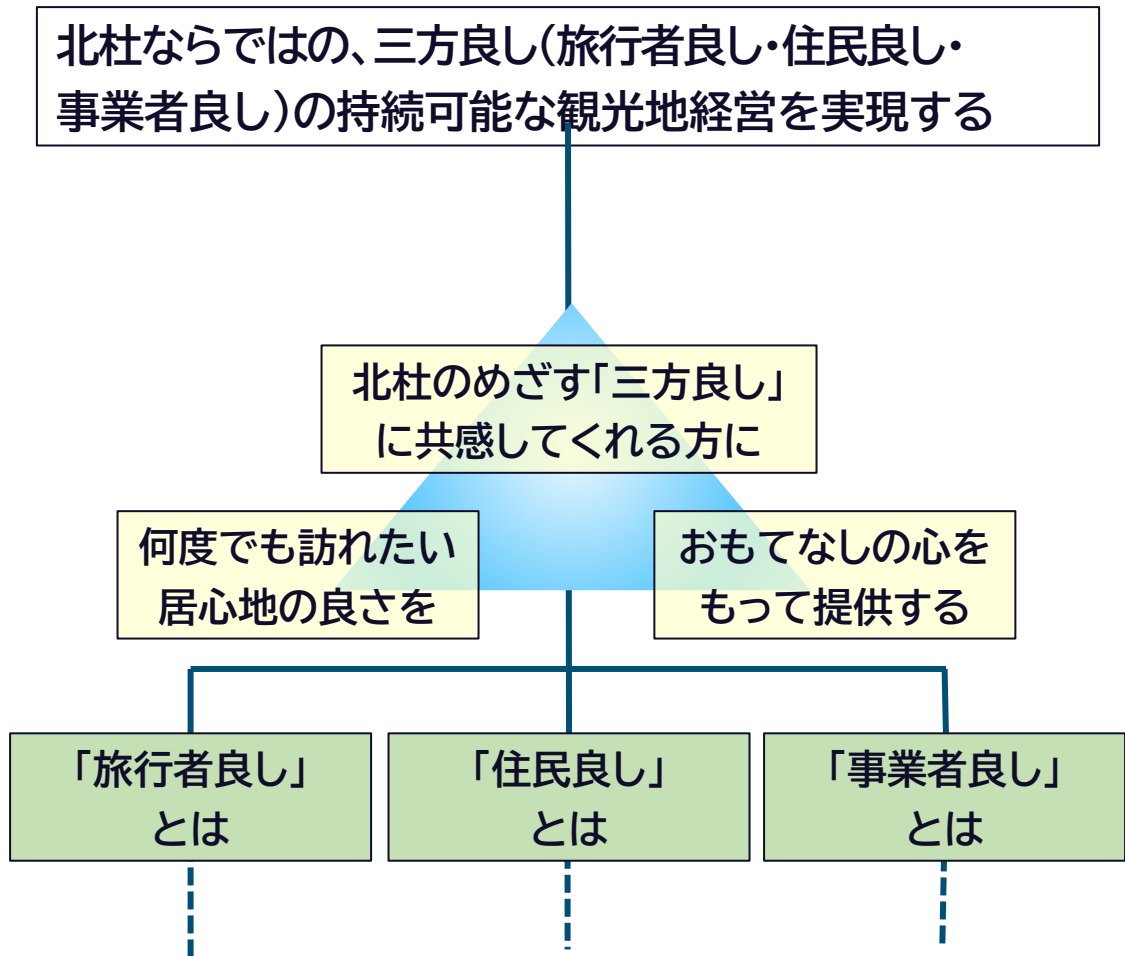 北杜ならではの、三方良し(旅行者良し・住民良し・
事業者良し)の持続可能な観光地経営を実現する
北杜のめざす「三方良し」
に共感してくれる方に
何度でも訪れたい
居心地の良さを
おもてなしの心を
もって提供する
「旅行者良し」
とは
「住民良し」
とは
「事業者良し」
とは